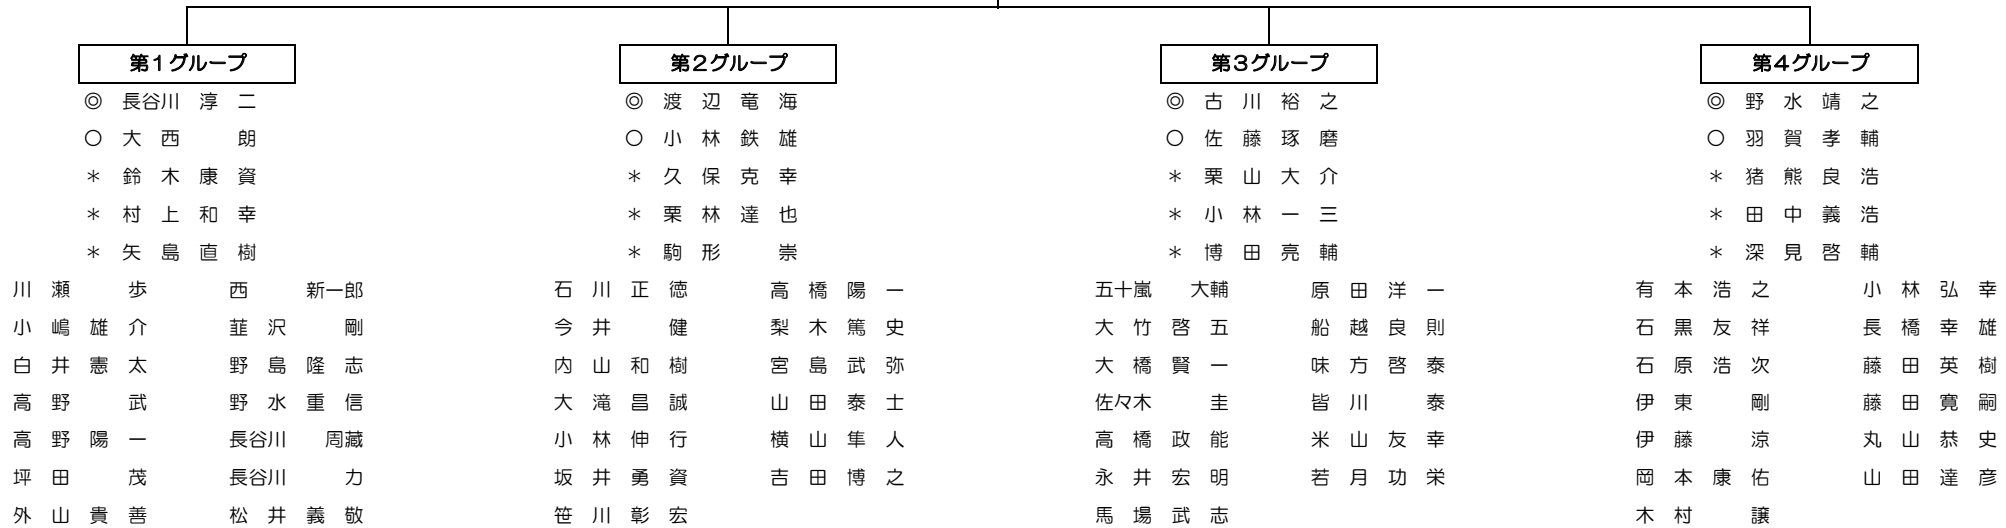 第1グループ
◎ 長谷川 淳 二
〇 大 西 朗
＊ 鈴 木 康 資
＊ 村 上 和 幸
＊ 矢 島 直 樹
川 瀬 歩 西 新一郎
小 嶋 雄 介 韮 沢 剛
白 井 憲 太 野 島 隆 志
高 野 武 野 水 重 信
高 野 陽 一 長谷川 周蔵
坪 田 茂 長谷川 力
外 山 貴 善 松 井 義 敬
第2グループ
◎ 渡 辺 竜 海
〇 小 林 鉄 雄
＊ 久 保 克 幸
＊ 栗 林 達 也
＊ 駒 形 崇
石 川 正 徳 高 橋 陽 一
今 井 健 梨 木 篤 史
内 山 和 樹 宮 島 武 弥
大 滝 昌 誠 山 田 泰 士
小 林 伸 行 横 山 隼 人
坂 井 勇 資 吉 田 博 之
笹 川 彰 宏
第3グループ
◎ 古 川 裕 之
〇 佐 藤 琢 磨
＊ 栗 山 大 介
＊ 小 林 一 三
＊ 博 田 亮 輔
五十嵐 大輔 原 田 洋 一
大 竹 啓 五 船 越 良 則
大 橋 賢 一 味 方 啓 泰
佐々木 圭 皆 川 泰
高 橋 政 能 米 山 友 幸
永 井 宏 明 若 月 功 栄
馬 場 武 志
第4グループ
◎ 野 水 靖 之
〇 羽 賀 孝 輔
＊ 猪 熊 良 浩
＊ 田 中 義 浩
＊ 深 見 啓 輔
有 本 浩 之 小 林 弘 幸
石 黒 友 祥 長 橋 幸 雄
石 原 浩 次 藤 田 英 樹
伊 東 剛 藤 田 寛 嗣
伊 藤 涼 丸 山 恭 史
岡 本 康 佑 山 田 達 彦
木 村 譲